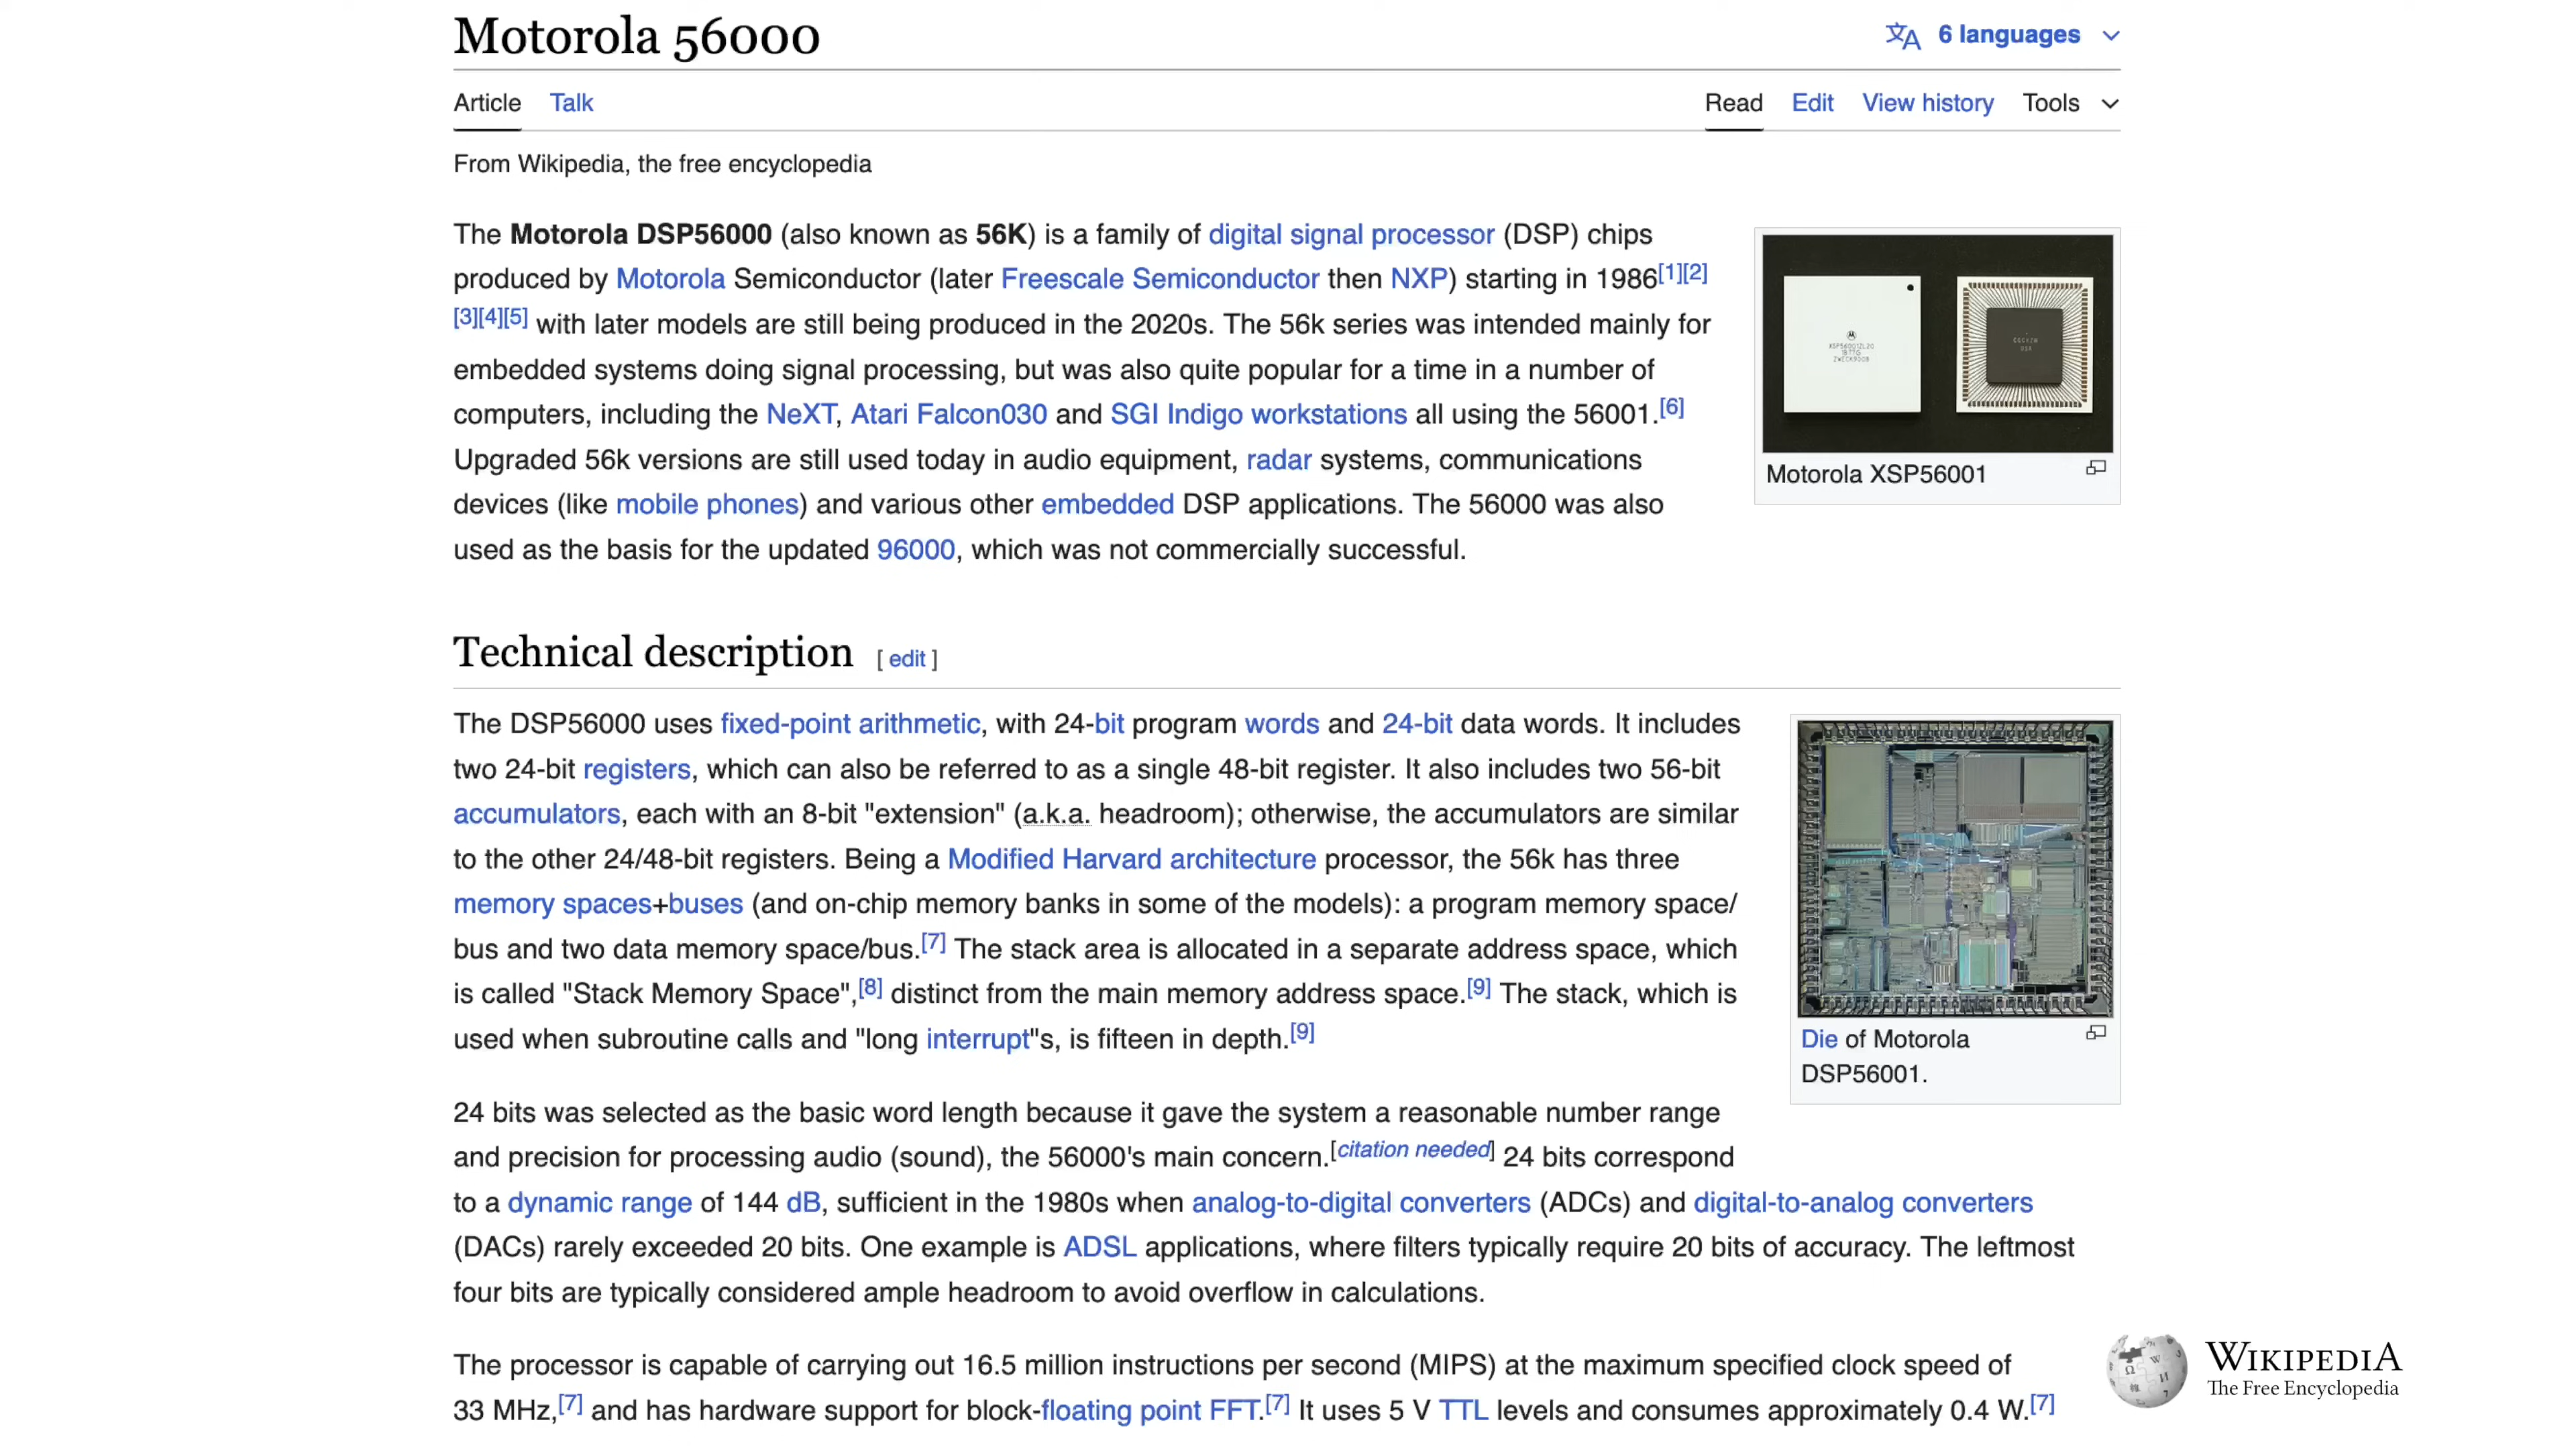 Motorola 56000
6 languages
Article Talk
Read Edit View history Tools
From Wikipedia, the free encyclopedia
The Motorola DSP56000 (also known as 56K) is a family of digital signal processor (DSP) chips
produced by Motorola Semiconductor (later Freescale Semiconductor then NXP) starting in 1986[1][2]
[3][4][5] with later models are still being produced in the 2020s. The 56k series was intended mainly for
embedded systems doing signal processing, but was also quite popular for a time in a number of
computers, including the NeXT, Atari Falcon030 and SGI Indigo workstations all using the 56001.[6]
Upgraded 56k versions are still used today in audio equipment, radar systems, communications
devices (like mobile phones) and various other embedded DSP applications. The 56000 was also
used as the basis for the updated 96000, which was not commercially successful.
Motorola XSP56001
Technical description [ edit ]
The DSP56000 uses fixed-point arithmetic, with 24-bit program words and 24-bit data words. It includes
two 24-bit registers, which can also be referred to as a single 48-bit register. It also includes two 56-bit
accumulators, each with an 8-bit "extension" (a.k.a. headroom); otherwise, the accumulators are similar
to the other 24/48-bit registers. Being a Modified Harvard architecture processor, the 56k has three
memory spaces+buses (and on-chip memory banks in some of the models): a program memory space/
bus and two data memory space/bus.[7] The stack area is allocated in a separate address space, which
is called "Stack Memory Space",[8] distinct from the main memory address space.[9] The stack, which is
used when subroutine calls and "long interrupt"s, is fifteen in depth.[9]
Die of Motorola
DSP56001.
24 bits was selected as the basic word length because it gave the system a reasonable number range
and precision for processing audio (sound), the 56000's main concern.[citation needed] 24 bits correspond
to a dynamic range of 144 dB, sufficient in the 1980s when analog-to-digital converters (ADCs) and digital-to-analog converters
(DACs) rarely exceeded 20 bits. One example is ADSL applications, where filters typically require 20 bits of accuracy. The leftmost
four bits are typically considered ample headroom to avoid overflow in calculations.
The processor is capable of carrying out 16.5 million instructions per second (MIPS) at the maximum specified clock speed of
33 MHz,[7] and has hardware support for block-floating point FFT.[7] It uses 5 V TTL levels and consumes approximately 0.4 W.[7]
WIKIPEDIA
The Free Encyclopedia